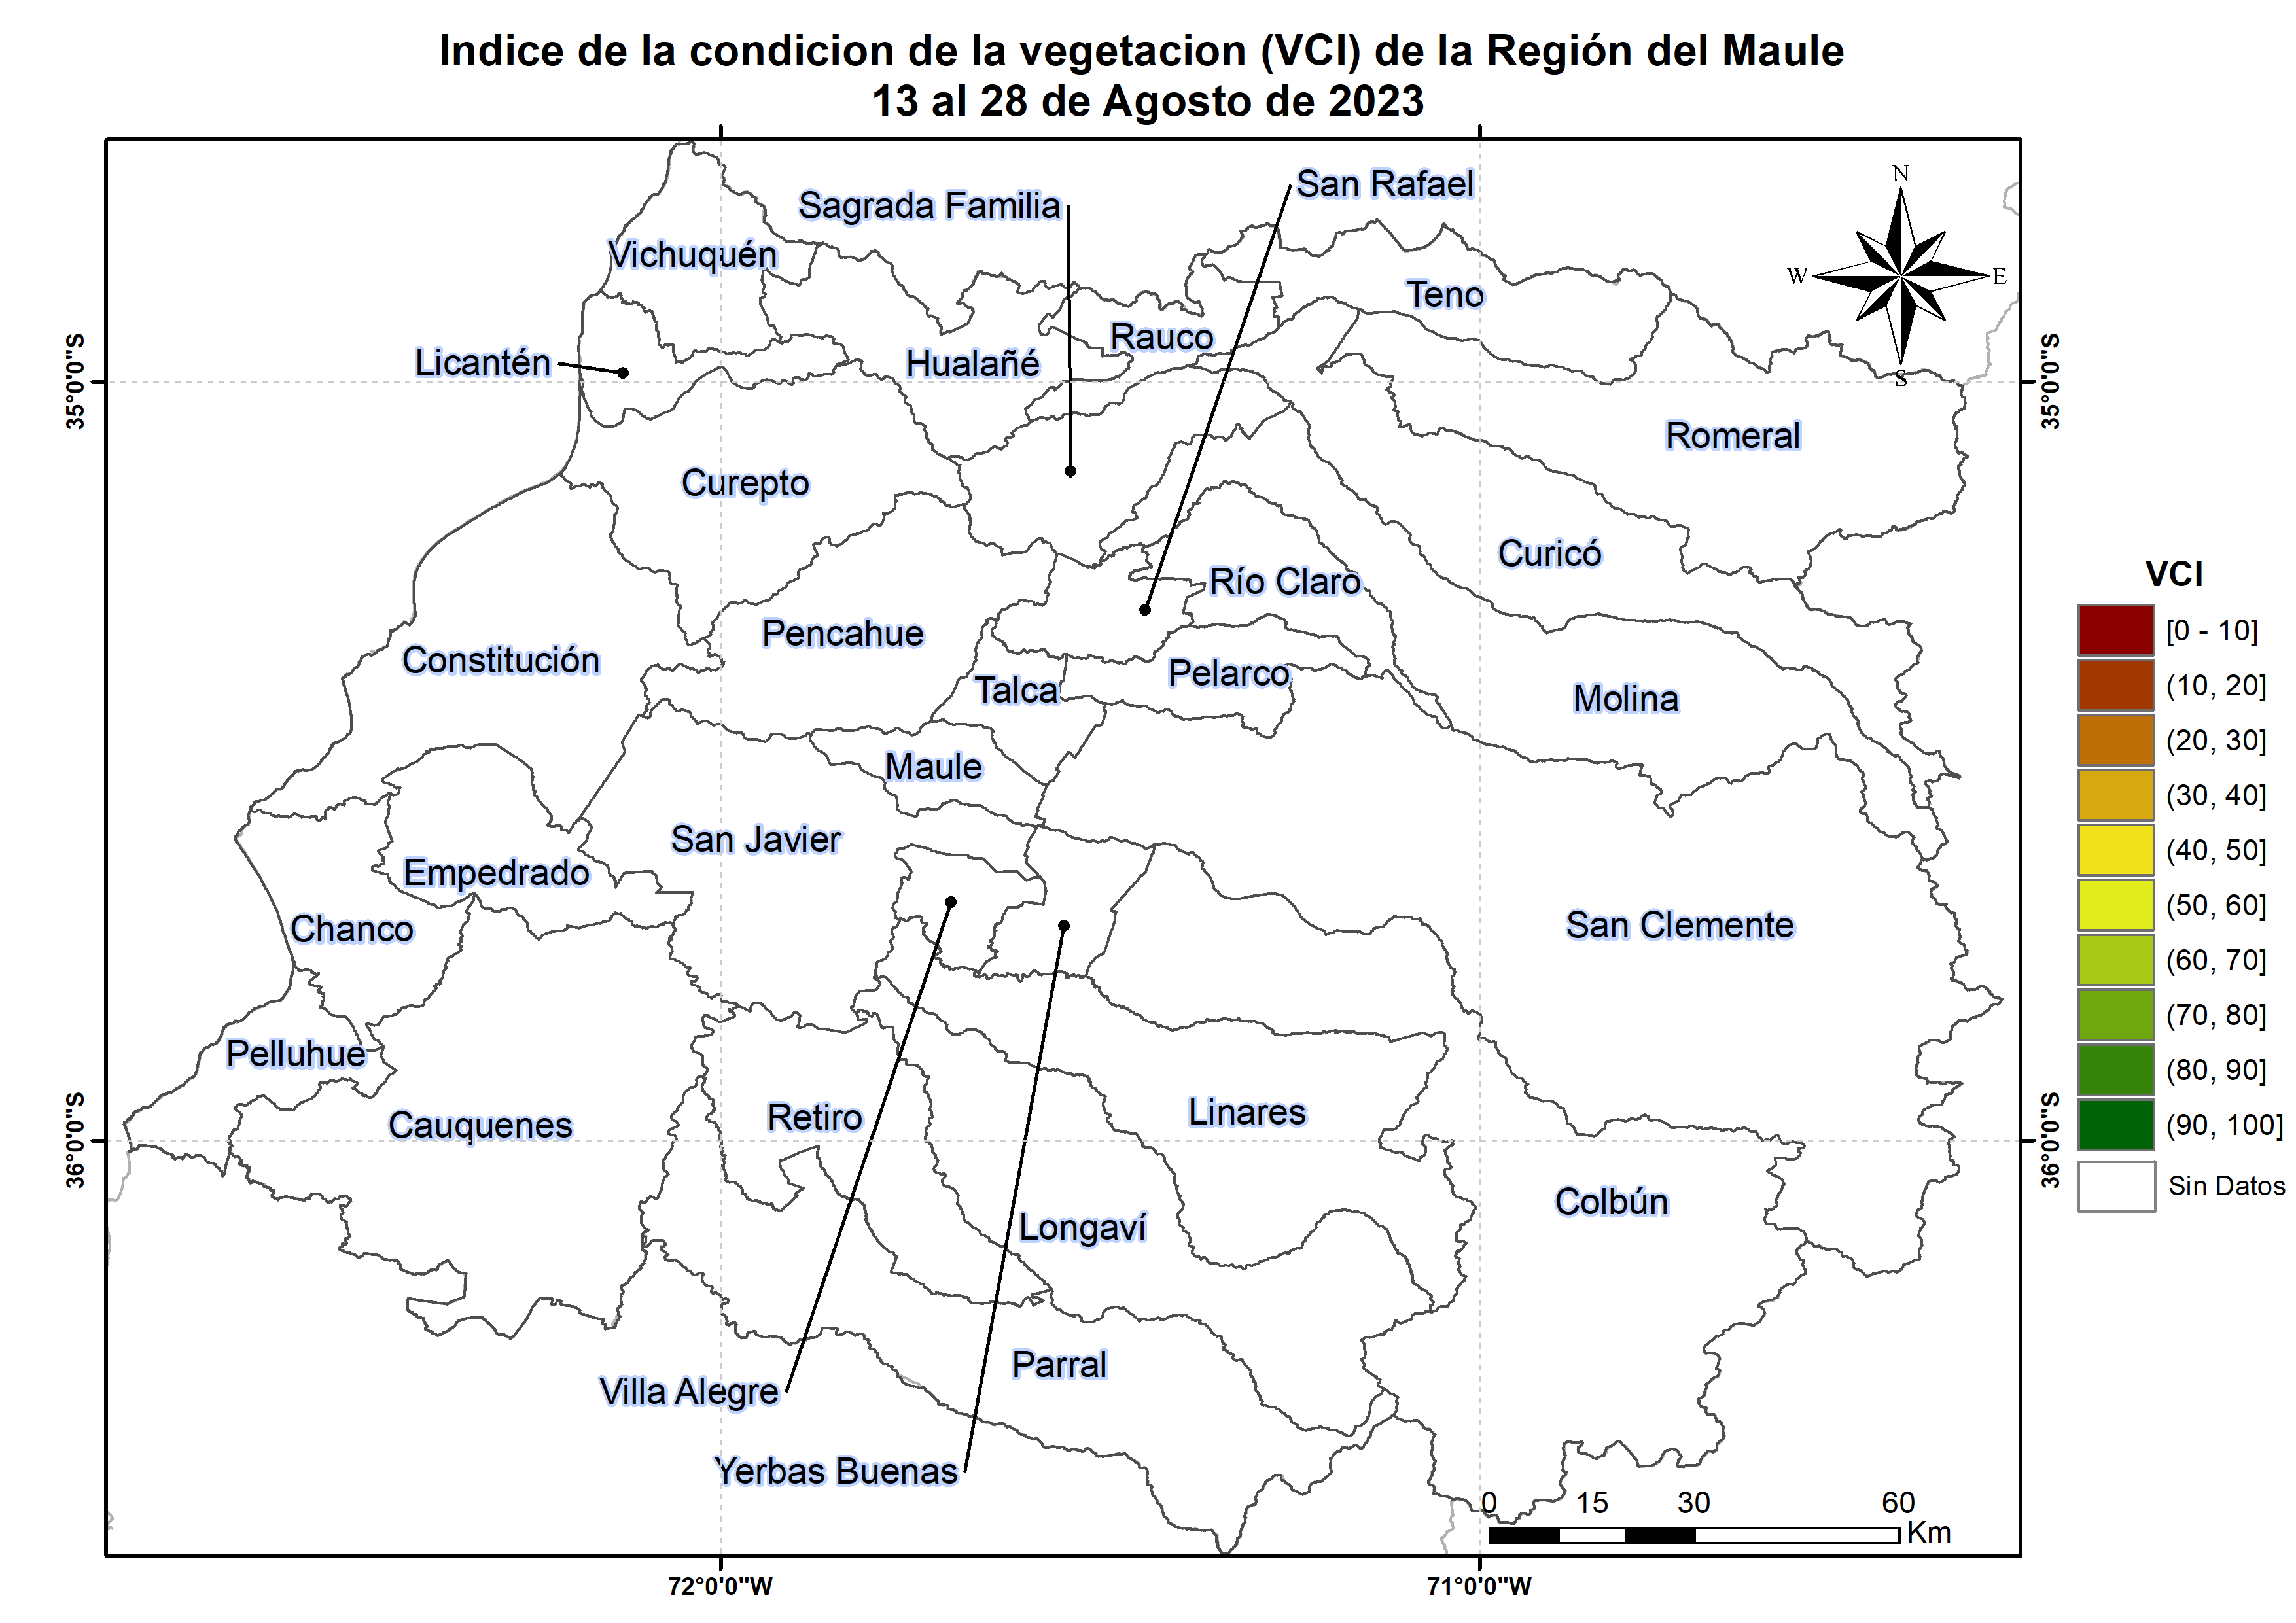 Indice de la condicion de la vegetacion (VCI) de la Región del Maule
13 al 28 de Agosto de 2023
San Rafael
Sagrada Familia
Vichuquén
Teno
Rauco
Licantén
Hualañé
Romeral
Curepto
Curicó
Río Claro
Pencahue
Constitución
Pelarco
Talca
Molina
Maule
San Javier
Empedrado
San Clemente
Chanco
Pelluhue
Linares
Retiro
Cauquenes
Colbún
Longaví
Parral
Villa Alegre
Yerbas Buenas
N
W
E
S
35°0'0"S
35°0'0"S
36°0'0"S
36°0'0"S
72°0'0"W
71°0'0"W
0
15
30
60
Km
VCI
[0 - 10]
(10, 20]
(20, 30]
(30, 40]
(40, 50]
(50, 60]
(60, 70]
(70, 80]
(80, 90]
(90, 100]
Sin Datos